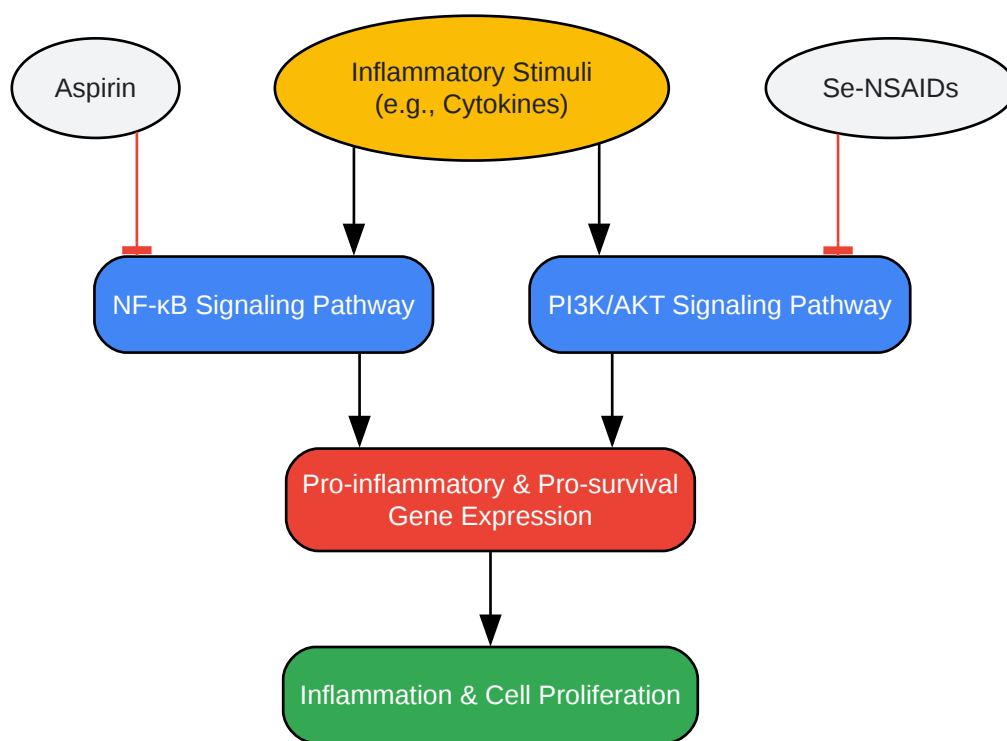 Aspirin
Inflammatory Stimuli
(e.g., Cytokines)
Se-NSAIDs
NF-κB Signaling Pathway
PI3K/AKT Signaling Pathway
Pro-inflammatory & Pro-survival
Gene Expression
Inflammation & Cell Proliferation